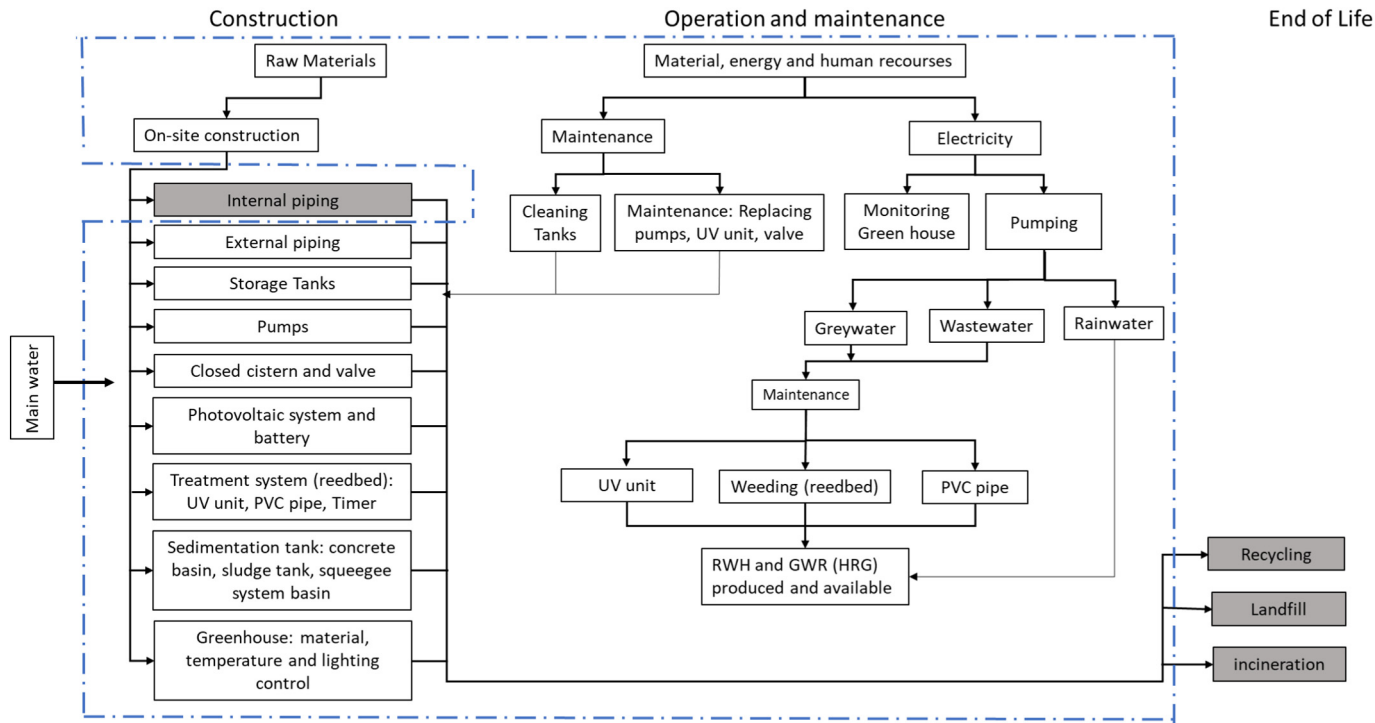 Construction
Operation and maintenance
End of Life
Raw Materials
Material, energy and human recourses
On-site construction
Maintenance
Electricity
Internal piping
Cleaning
Tanks
Maintenance: Replacing
pumps, UV unit, valve
Monitoring
Green house
Pumping
External piping
Storage Tanks
Pumps
Greywater
Wastewater
Rainwater
Main water
Closed cistern and valve
Maintenance
Photovoltaic system and
battery
Treatment system (reedbed):
UV unit, PVC pipe, Timer
UV unit
Weeding (reedbed)
PVC pipe
Sedimentation tank: concrete
basin, sludge tank, squeegee
system basin
RWH and GWR (HRG)
produced and available
Recycling
Landfill
Greenhouse: material,
temperature and lighting
control
incineration